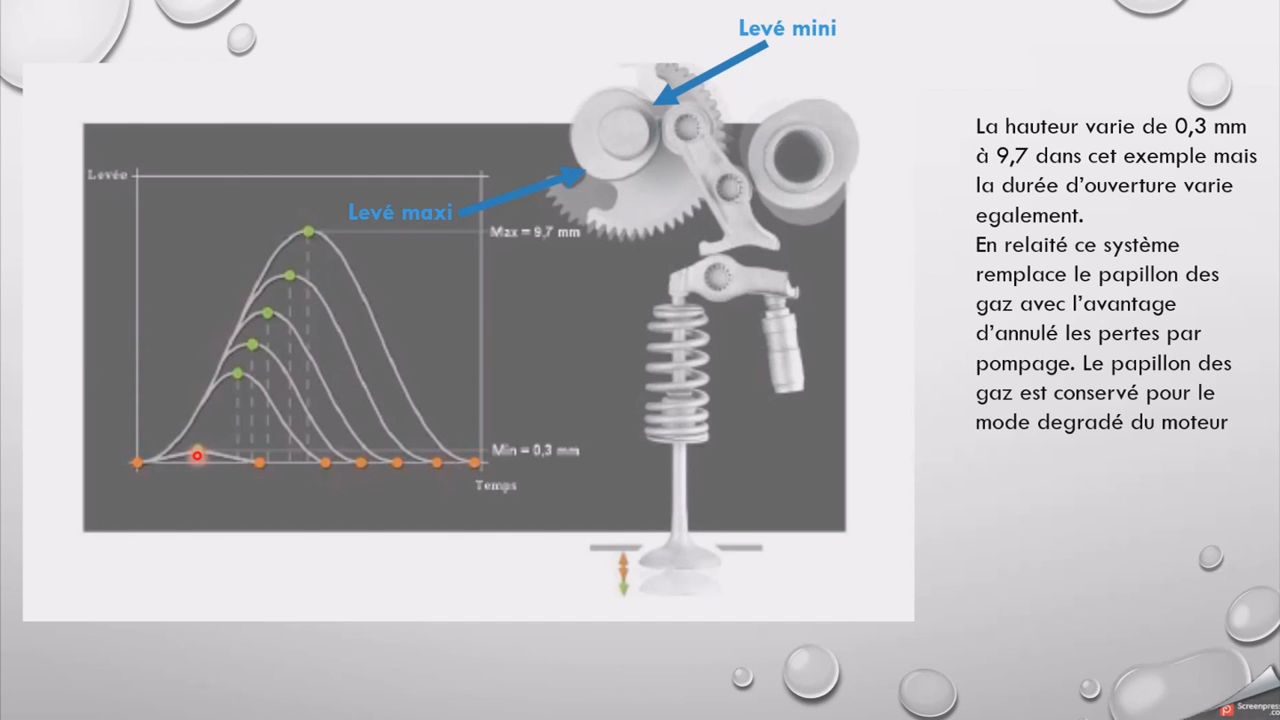 Levé mini
Levée
Levé maxi
Max = 9,7 mm
Min = 0,3 mm
Temps
La hauteur varie de 0,3 mm
à 9,7 dans cet exemple mais
la durée d'ouverture varie
egalement.
En relaité ce système
remplace le papillon des
gaz avec l'avantage
d'annulé les pertes par
pompage. Le papillon des
gaz est conservé pour le
mode degradé du moteur